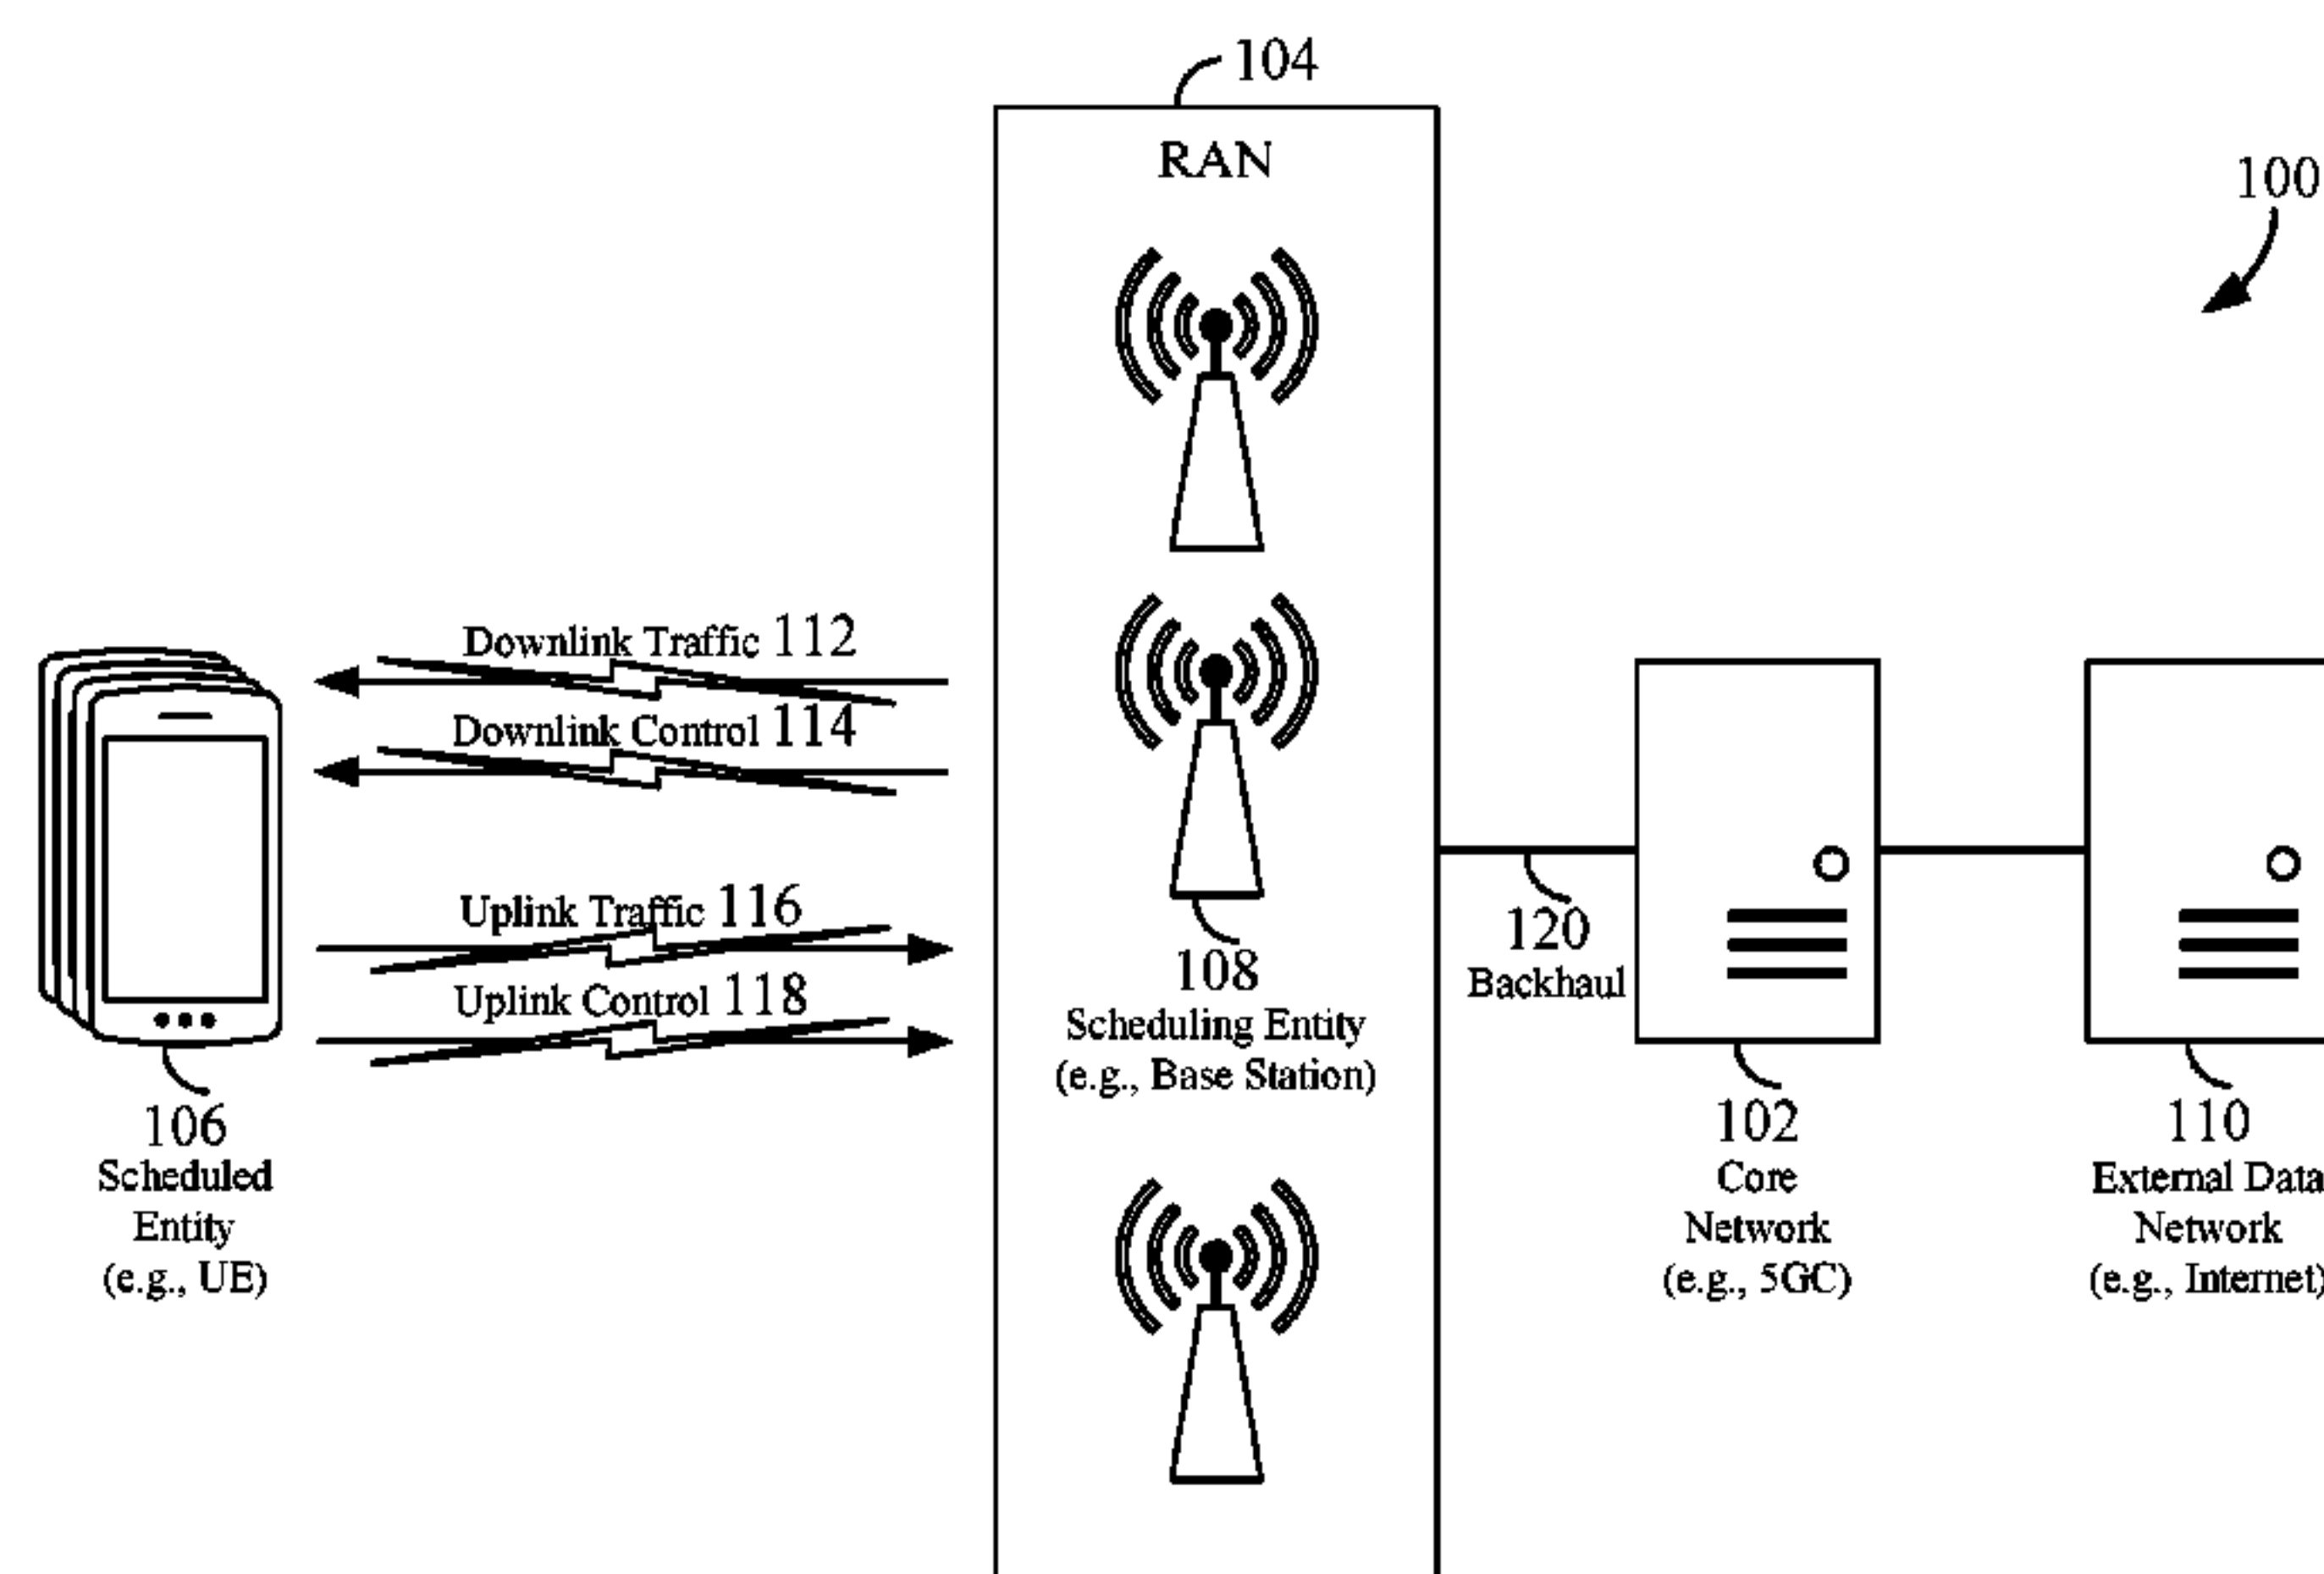 104
RAN
100
Downlink Traffic 112
Downlink Control 114
Uplink Traffic 116
Uplink Control 118
106
Scheduled
Entity
(e.g., UE)
108
Scheduling Entity
(e.g., Base Station)
120
Backhaul
102
Core
Network
(e.g., 5GC)
110
External Data
Network
(e.g., Internet)